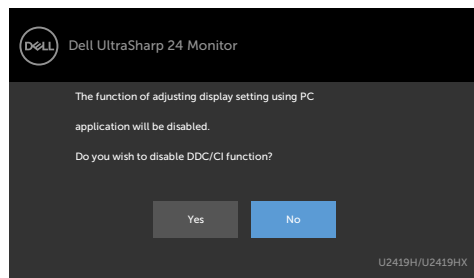 DELL Dell UltraSharp 24 Monitor
The function of adjusting display setting using PC
application will be disabled.
Do you wish to disable DDC/CI function?
Yes No
U2419H/U2419HX